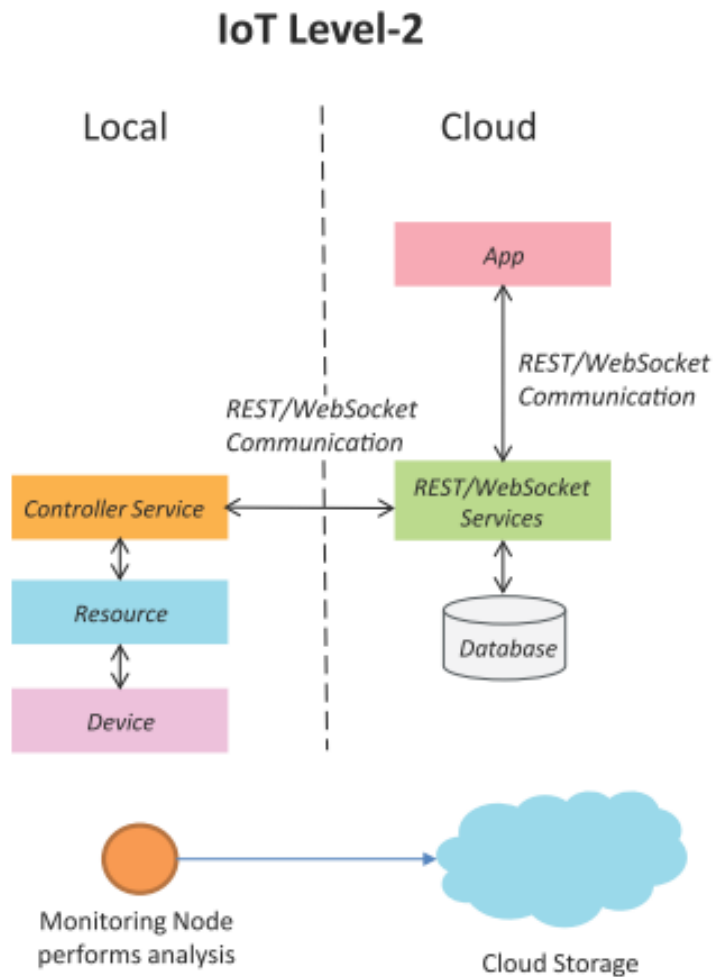 IoT Level-2
Local
Cloud
App
REST/WebSocket
Communication
REST/WebSocket
Communication
Controller Service
REST/WebSocket
Services
Resource
Database
Device
Monitoring Node
performs analysis
Cloud Storage